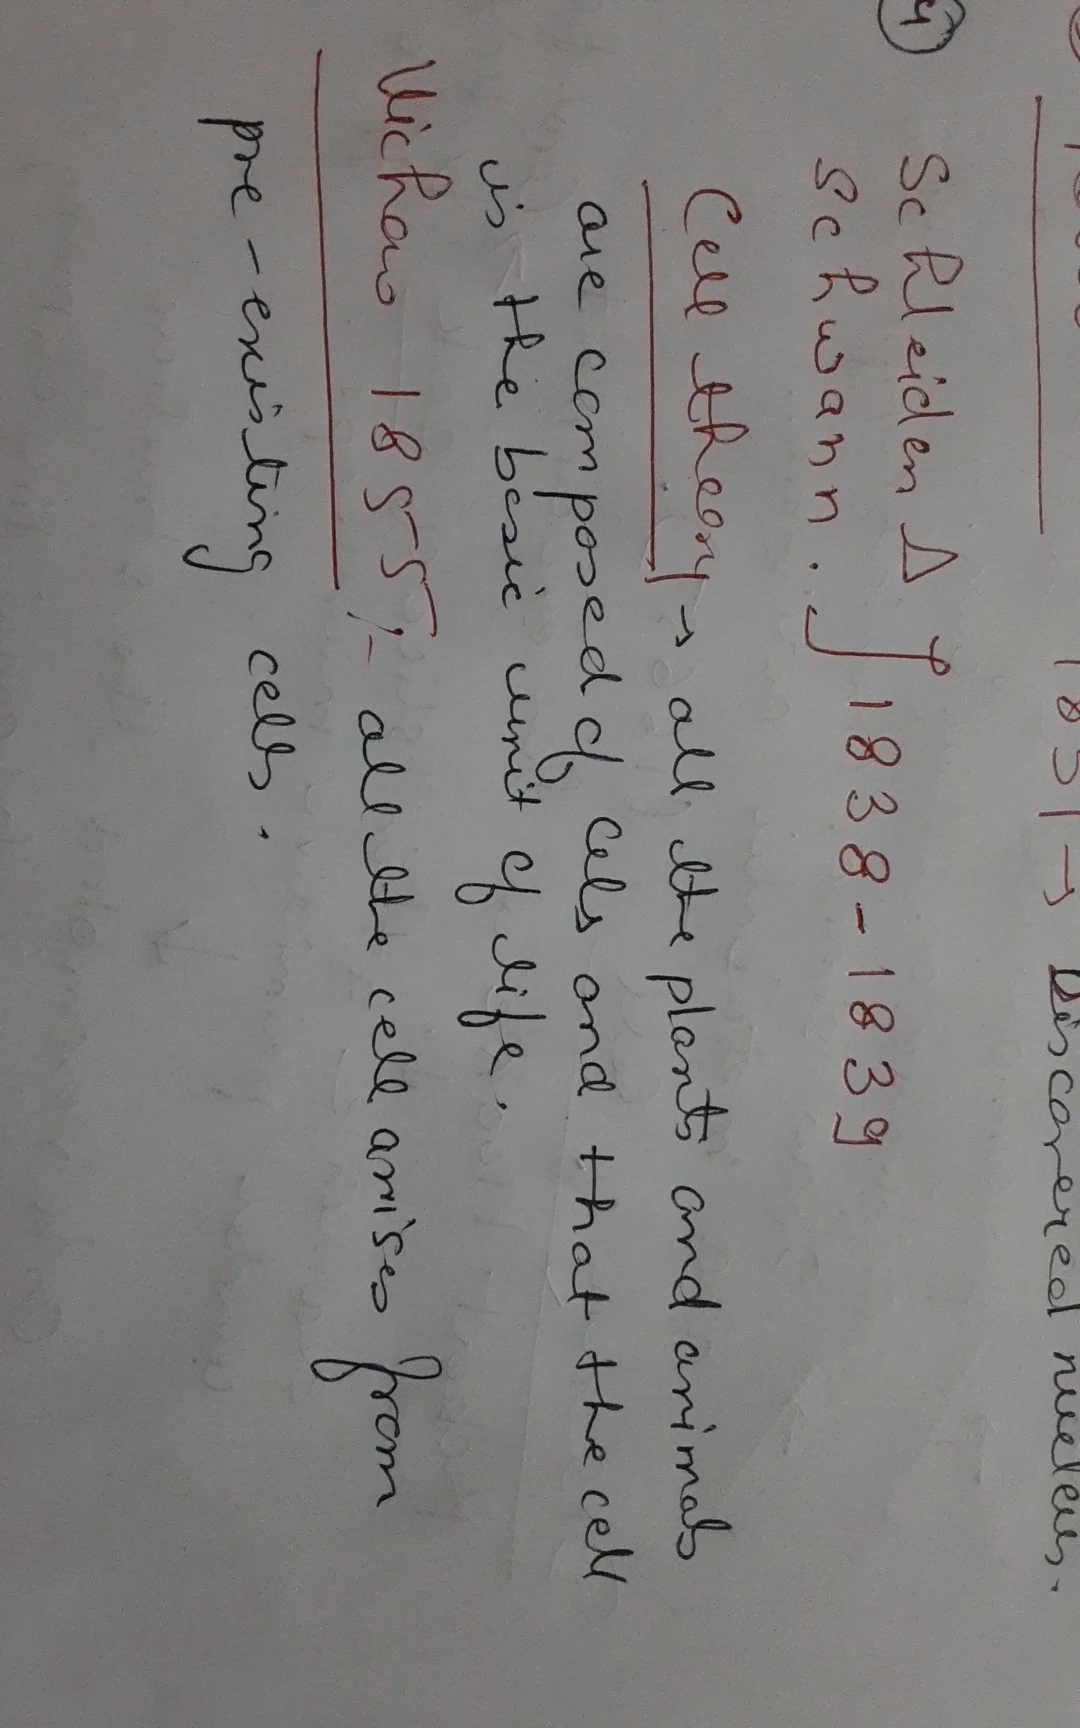 1831 → Discovered nucleus.
④ Schleiden &
Schwann. } 1838-1839
Cell theory → all the plants and animals
are composed of cells and that the cell
is the basic unit of life.
Vichow 1855:- all the cell arises from
pre-existing cells.